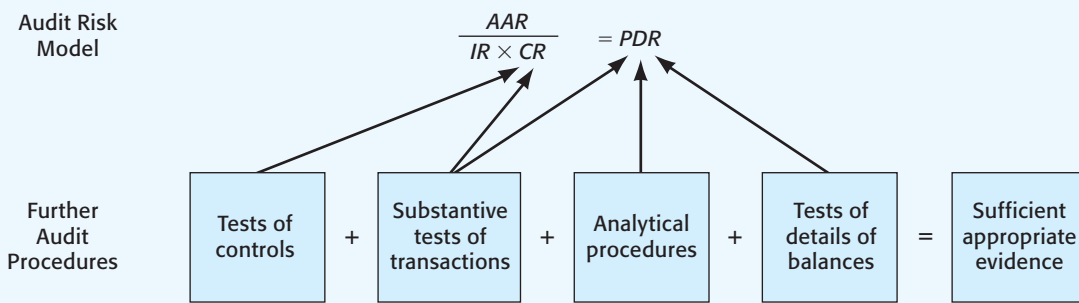 Audit Risk
Model
AAR
IR × CR
= PDR
Further
Audit
Procedures
Tests of
controls
+
Substantive
tests of
transactions
+
Analytical
procedures
+
Tests of
details of
balances
=
Sufficient
appropriate
evidence